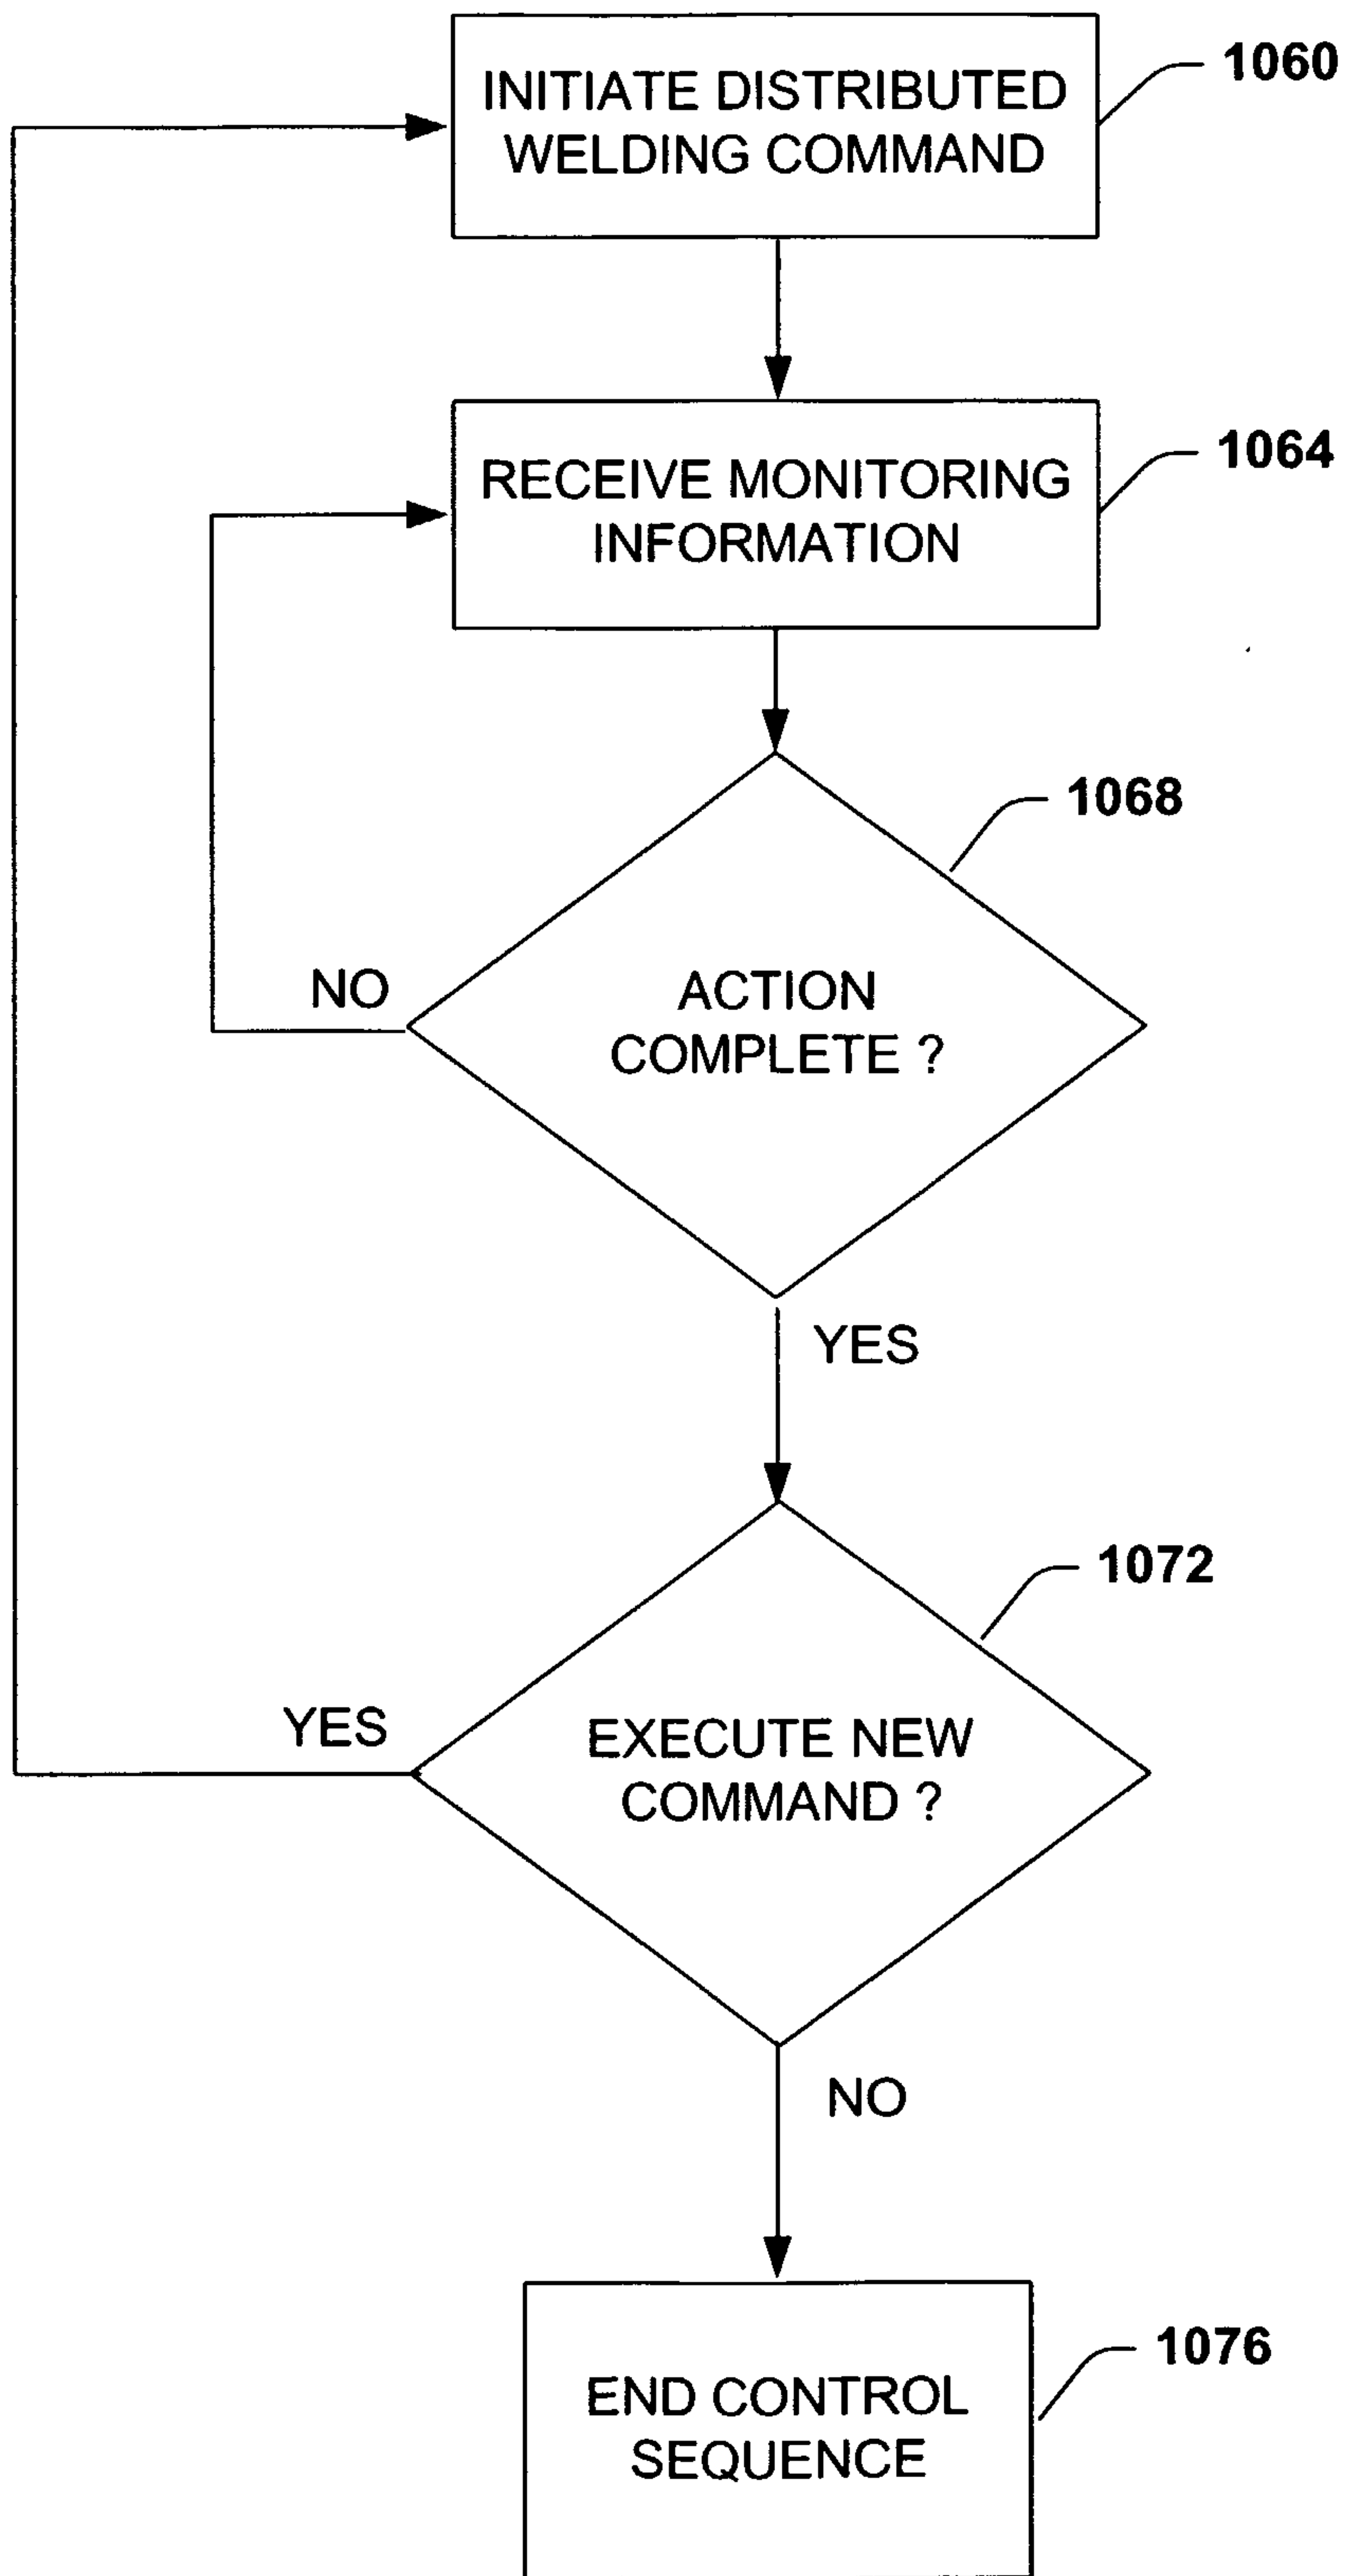 INITIATE DISTRIBUTED
WELDING COMMAND
1060
RECEIVE MONITORING
INFORMATION
1064
1068
NO
ACTION
COMPLETE ?
YES
1072
YES
EXECUTE NEW
COMMAND ?
NO
1076
END CONTROL
SEQUENCE